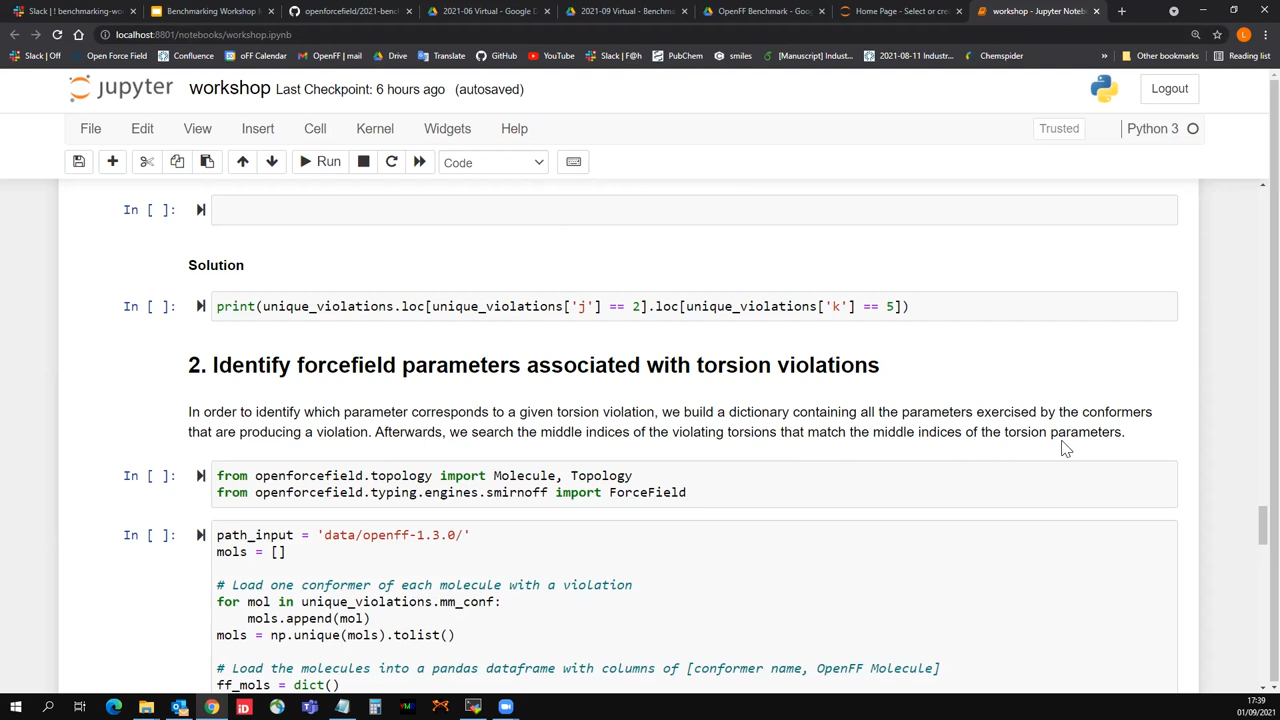 Slack | ! benchmarking-wo
Benchmarking Workshop M
openforcefield/2021-benc
2021-06 Virtual - Google D
2021-09 Virtual - Benchma
OpenFF Benchmark - Goog
Home Page - Select or cre
workshop - Jupyter Noteb
localhost:8801/notebooks/workshop.ipynb
Slack | Off
Open Force Field
Confluence
oFF Calendar
OpenFF | mail
Drive
Translate
GitHub
YouTube
Slack | F@h
PubChem
smiles
[Manuscript] Indust...
2021-08-11 Industr...
Chemspider
»
Other bookmarks
Reading list
jupyter workshop Last Checkpoint: 6 hours ago (autosaved)
Logout
File Edit View Insert Cell Kernel Widgets Help
Trusted
Python 3
Run
Code
In [ ]:
Solution
In [ ]: print(unique_violations.loc[unique_violations['j'] == 2].loc[unique_violations['k'] == 5])
2. Identify forcefield parameters associated with torsion violations
In order to identify which parameter corresponds to a given torsion violation, we build a dictionary containing all the parameters exercised by the conformers
that are producing a violation. Afterwards, we search the middle indices of the violating torsions that match the middle indices of the torsion parameters.
In [ ]: from openforcefield.topology import Molecule, Topology
from openforcefield.typing.engines.smirnoff import ForceField
In [ ]: path_input = 'data/openff-1.3.0/'
mols = []
# Load one conformer of each molecule with a violation
for mol in unique_violations.mm_conf:
    mols.append(mol)
mols = np.unique(mols).tolist()
# Load the molecules into a pandas dataframe with columns of [conformer name, OpenFF Molecule]
ff_mols = dict()
17:39
01/09/2021